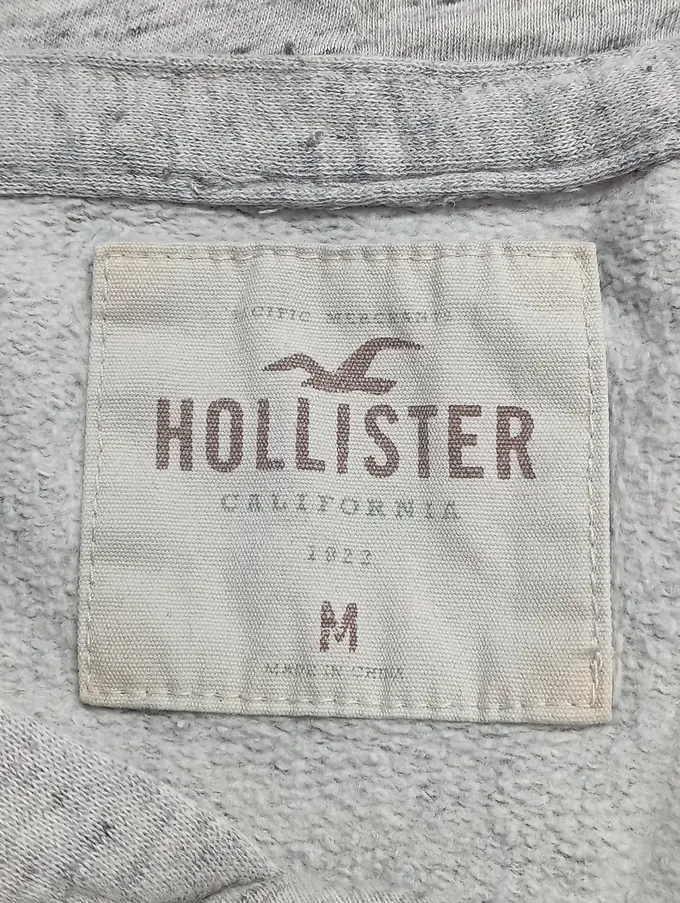 PACIFIC MERCHANTS
HOLLISTER
CALIFORNIA
1922
M
MADE IN CHINA